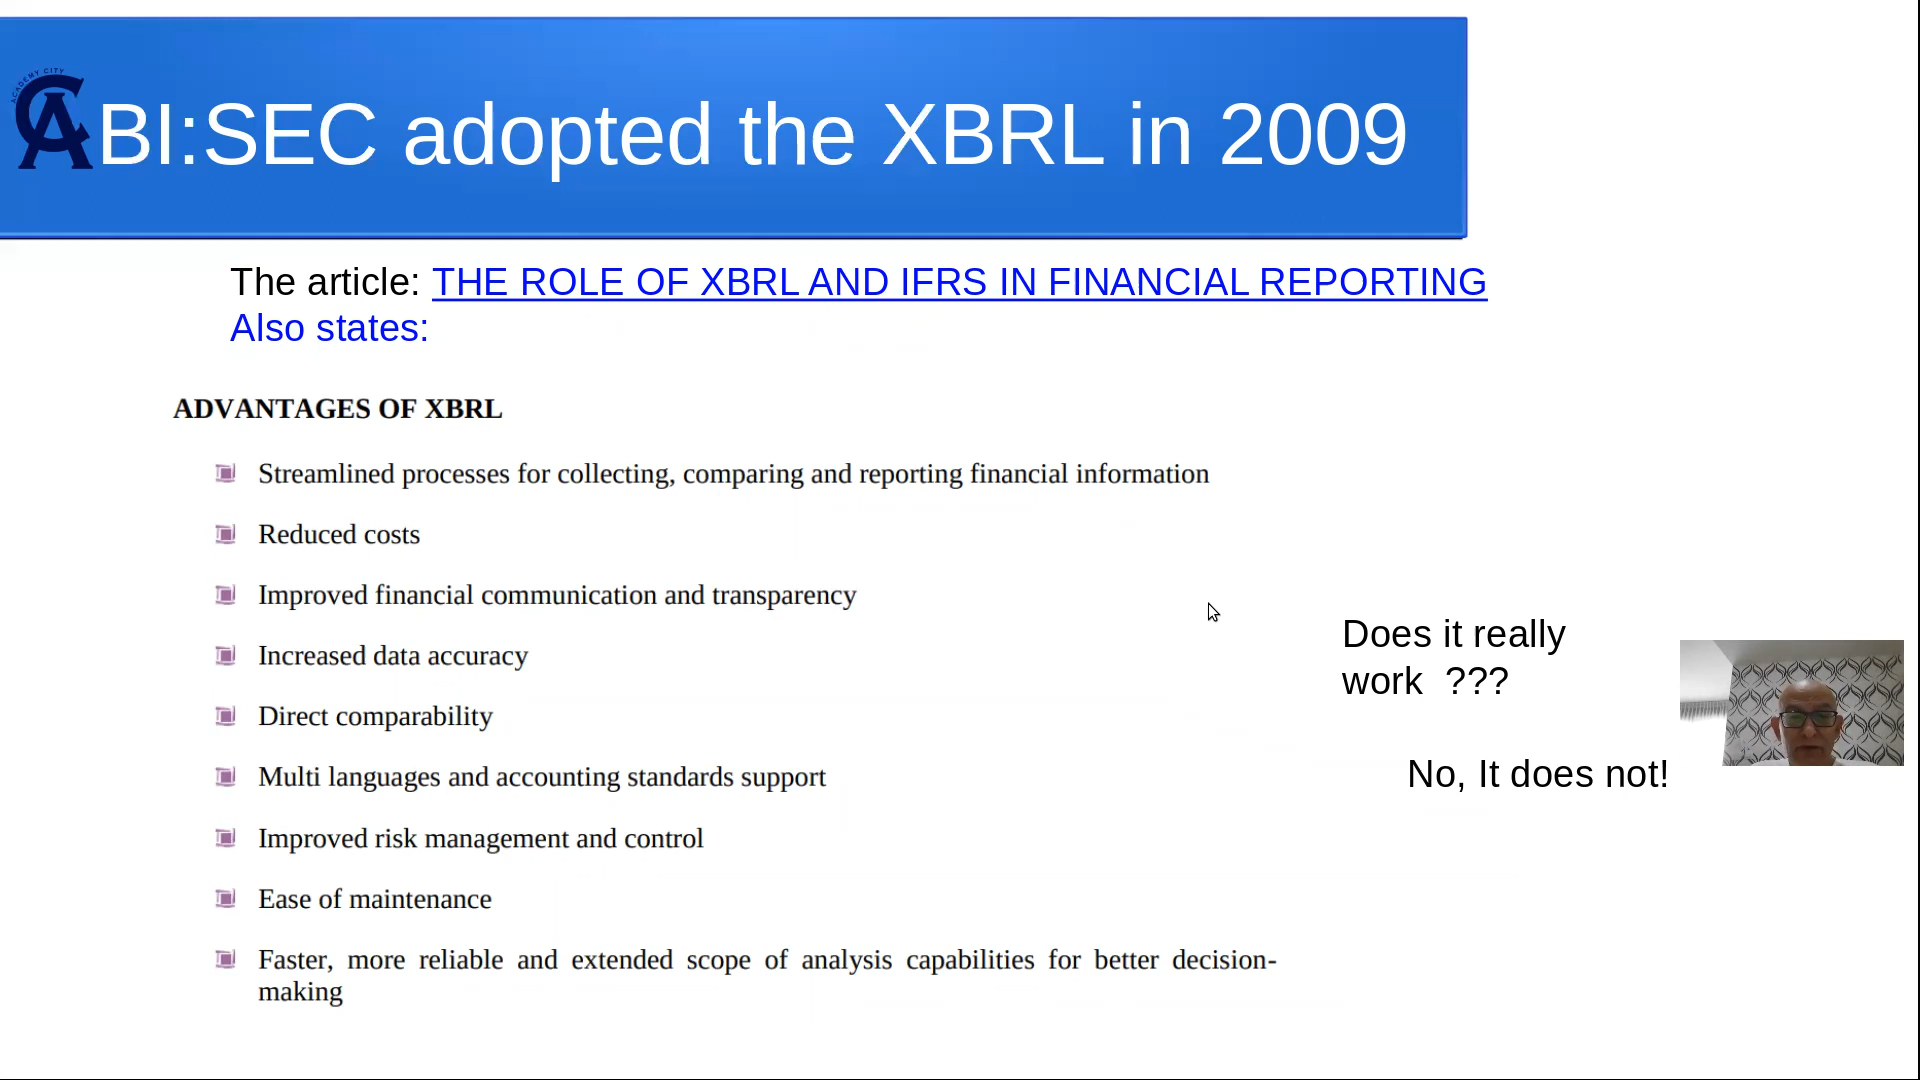 ACADEMY CITY
BI:SEC adopted the XBRL in 2009
The article: THE ROLE OF XBRL AND IFRS IN FINANCIAL REPORTING
Also states:
ADVANTAGES OF XBRL
Streamlined processes for collecting, comparing and reporting financial information
Reduced costs
Improved financial communication and transparency
Increased data accuracy
Direct comparability
Multi languages and accounting standards support
Improved risk management and control
Ease of maintenance
Faster, more reliable and extended scope of analysis capabilities for better decision-
making
Does it really
work ???
No, It does not!